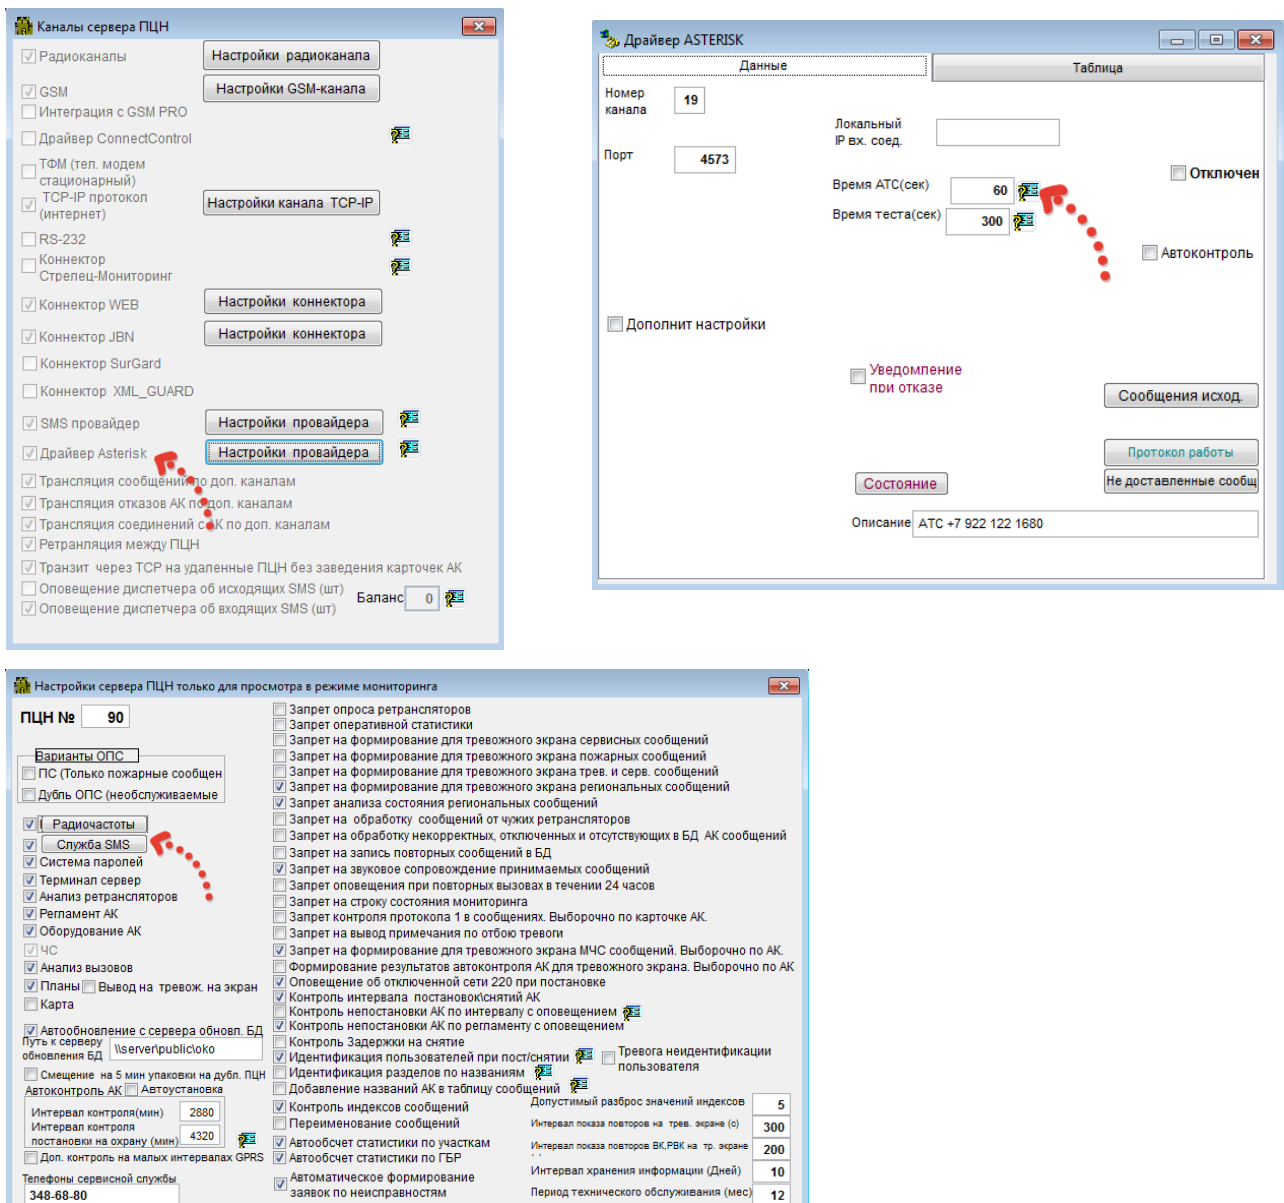 Каналы сервера ПЦН
Радиоканалы
Настройки радиоканала
GSM
Настройки GSM-канала
Интеграция с GSM PRO
Драйвер ConnectControl
ТФМ (тел. модем
стационарный)
TCP-IP протокол
(интернет)
Настройки канала TCP-IP
RS-232
Коннектор
Стрелец-Мониторинг
Коннектор WEB
Настройки коннектора
Коннектор JBN
Настройки коннектора
Коннектор SurGard
Коннектор XML_GUARD
SMS провайдер
Настройки провайдера
Драйвер Asterisk
Настройки провайдера
Трансляция сообщений по доп. каналам
Трансляция отказов АК по доп. каналам
Трансляция соединений с АК по доп. каналам
Ретранляция между ПЦН
Транзит через TCP на удаленные ПЦН без заведения карточек АК
Оповещение диспетчера об исходящих SMS (шт)
Оповещение диспетчера об входящих SMS (шт)
Баланс 0
Драйвер ASTERISK
Данные
Таблица
Номер
канала
19
Локальный
IP вх. соед.
Порт
4573
Время АТС(сек)
60
Отключен
Время теста(сек)
300
Автоконтроль
Дополнит настройки
Уведомление
при отказе
Сообщения исход.
Протокол работы
Состояние
Не доставленные сообщ
Описание
АТС +7 922 122 1680
Настройки сервера ПЦН только для просмотра в режиме мониторинга
ПЦН № 90
Варианты ОПС
ПС (Только пожарные сообщен
Дубль ОПС (необслуживаемые
Радиочастоты
Служба SMS
Система паролей
Терминал сервер
Анализ ретрансляторов
Регламент АК
Оборудование АК
ЧС
Анализ вызовов
Планы
Вывод на тревож. на экран
Карта
Автообновление с сервера обновл. БД
Путь к серверу
обновления БД
\\server\public\oko
Смещение на 5 мин упаковки на дубл. ПЦН
Автоконтроль АК
Автоустановка
Интервал контроля(мин)
2880
Интервал контроля
постановки на охрану (мин)
4320
Доп. контроль на малых интервалах GPRS
Телефоны сервисной службы
348-68-80
Запрет опроса ретрансляторов
Запрет оперативной статистики
Запрет на формирование для тревожного экрана сервисных сообщений
Запрет на формирование для тревожного экрана пожарных сообщений
Запрет на формирование для тревожного экрана трев. и серв. сообщений
Запрет на формирование для тревожного экрана региональных сообщений
Запрет анализа состояния региональных сообщений
Запрет на обработку сообщений от чужих ретрансляторов
Запрет на обработку некорректных, отключенных и отсутствующих в БД АК сообщений
Запрет на запись повторных сообщений в БД
Запрет на звуковое сопровождение принимаемых сообщений
Запрет оповещения при повторных вызовах в течении 24 часов
Запрет на строку состояния мониторинга
Запрет контроля протокола 1 в сообщениях. Выборочно по карточке АК.
Запрет на вывод примечания по отбою тревоги
Запрет на формирование для тревожного экрана МЧС сообщений. Выборочно по АК.
Формирование результатов автоконтроля АК для тревожного экрана. Выборочно по АК
Оповещение об отключенной сети 220 при постановке
Контроль интервала постановок\снятий АК
Контроль непостановки АК по интервалу с оповещением
Контроль непостановки АК по регламенту с оповещением
Контроль Задержки на снятие
Идентификация пользователей при пост/снятии
Тревога неидентификации
пользователя
Идентификация разделов по названиям
Добавление названий АК в таблицу сообщений
Контроль индексов сообщений
Допустимый разброс значений индексов
5
Переименование сообщений
Интервал показа повторов на трев. экране (с)
300
Автообсчет статистики по участкам
Интервал показа повторов ВК,РВК на тр. экране
200
Автообсчет статистики по ГБР
Интервал хранения информации (Дней)
10
Автоматическое формирование
заявок по неисправностям
Период технического обслуживания (мес)
12